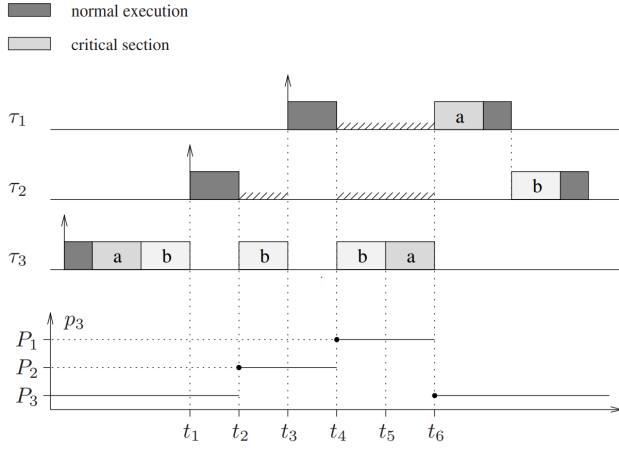 normal execution
critical section
τ1
a
τ2
b
τ3
a b b b a
p3
P1
P2
P3
t1 t2 t3 t4 t5 t6